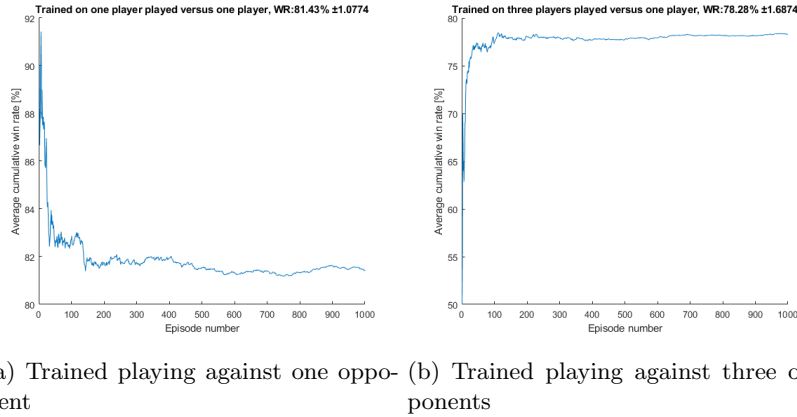 Trained on one player played versus one player, WR:81.43% ±1.0774
92
90
88
86
84
82
80
Average cumulative win rate [%]
0 100 200 300 400 500 600 700 800 900 1000
Episode number
Trained on three players played versus one player, WR:78.28% ±1.6874
80
75
70
65
60
55
50
Average cumulative win rate [%]
0 100 200 300 400 500 600 700 800 900 1000
Episode number
) Trained playing against one oppo-
ent
(b) Trained playing against three o
ponents